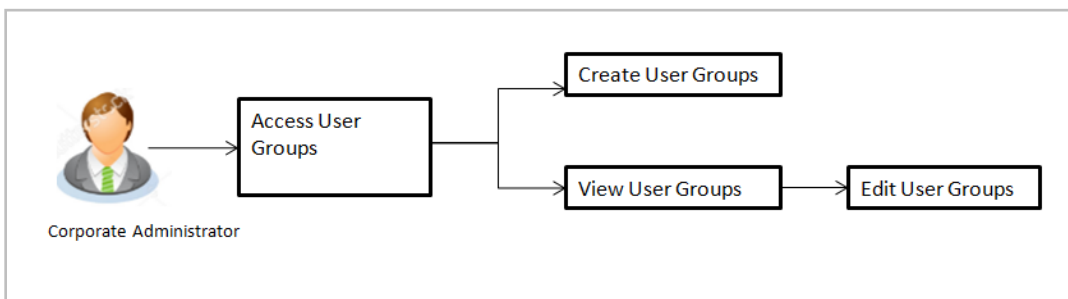 Create User Groups
Access User
Groups
View User Groups
Edit User Groups
Corporate Administrator